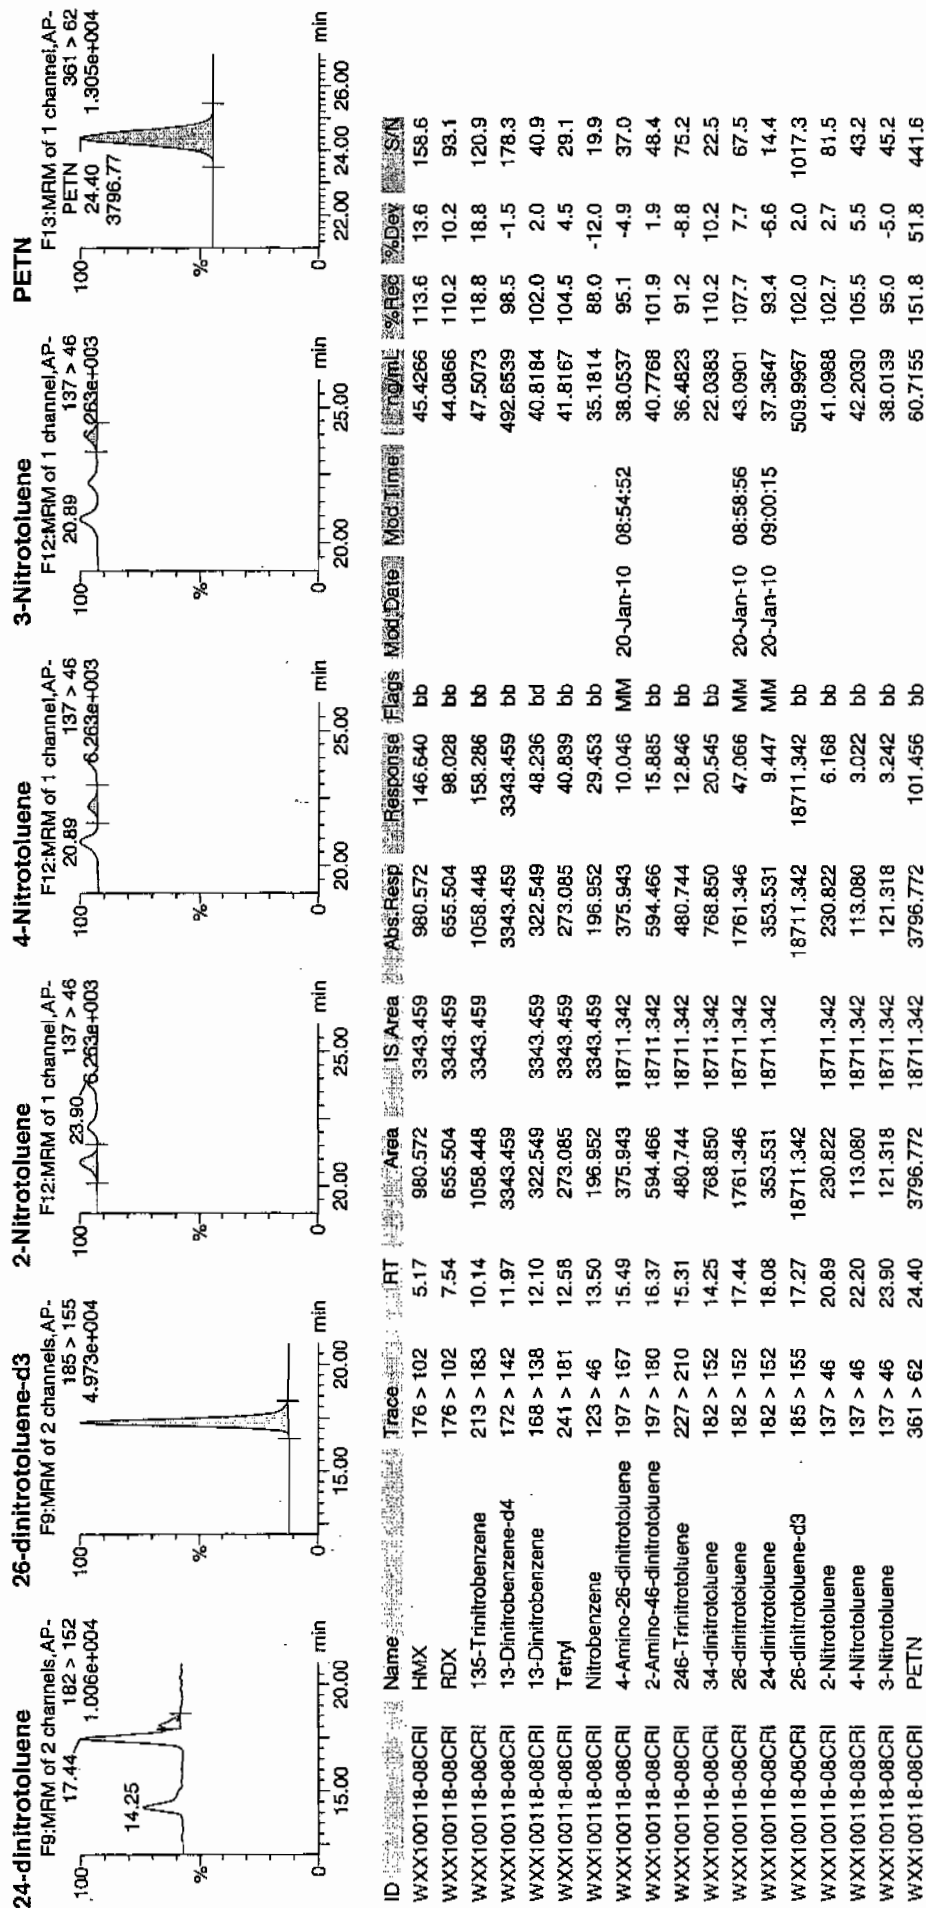 24-dinitrotoluene
F9:MRM of 2 channels,AP-
182 > 152
1.006e+004
17.44
14.25
100
%
0
15.00 20.00 min
26-dinitrotoluene-d3
F9:MRM of 2 channels,AP-
185 > 155
4.973e+004
100
%
0
15.00 20.00 min
2-Nitrotoluene
F12:MRM of 1 channel,AP-
137 > 46
6.263e+003
23.90
100
%
0
20.00 25.00 min
4-Nitrotoluene
F12:MRM of 1 channel,AP-
137 > 46
6.263e+003
20.89
100
%
0
20.00 25.00 min
3-Nitrotoluene
F12:MRM of 1 channel,AP-
137 > 46
6.263e+003
20.89
100
%
0
20.00 25.00 min
PETN
F13:MRM of 1 channel,AP-
361 > 62
1.305e+004
PETN
24.40
3796.77
100
%
0
22.00 24.00 26.00 min
ID Name Trace RT Area IS Area Abs.Resp Response Flags Mod.Date Mod.Time ng/mL %Rec %Dev S/N
WXX100118-08CRI HMX 176 > 102 5.17 980.572 3343.459 980.572 146.640 bb 45.4266 113.6 13.6 158.6
WXX100118-08CRI RDX 176 > 102 7.54 655.504 3343.459 655.504 98.028 bb 44.0866 110.2 10.2 93.1
WXX100118-08CRI 135-Trinitrobenzene 213 > 183 10.14 1058.448 3343.459 1058.448 158.286 bb 47.5073 118.8 18.8 120.9
WXX100118-08CRI 13-Dinitrobenzene-d4 172 > 142 11.97 3343.459 3343.459 3343.459 bb 492.6539 98.5 -1.5 178.3
WXX100118-08CRI 13-Dinitrobenzene 168 > 138 12.10 322.549 3343.459 322.549 48.236 bd 40.8184 102.0 2.0 40.9
WXX100118-08CRI Tetryl 241 > 181 12.58 273.085 3343.459 273.085 40.839 bb 41.8167 104.5 4.5 29.1
WXX100118-08CRI Nitrobenzene 123 > 46 13.50 196.952 3343.459 196.952 29.453 bb 35.1814 88.0 -12.0 19.9
WXX100118-08CRI 4-Amino-26-dinitrotoluene 197 > 167 15.49 375.943 18711.342 375.943 10.046 MM 20-Jan-10 08:54:52 38.0537 95.1 -4.9 37.0
WXX100118-08CRI 2-Amino-46-dinitrotoluene 197 > 180 16.37 594.466 18711.342 594.466 15.885 bb 40.7768 101.9 1.9 48.4
WXX100118-08CRI 246-Trinitrotoluene 227 > 210 15.31 480.744 18711.342 480.744 12.846 bb 36.4823 91.2 -8.8 75.2
WXX100118-08CRI 34-dinitrotoluene 182 > 152 14.25 768.850 18711.342 768.850 20.545 bb 22.0383 110.2 10.2 22.5
WXX100118-08CRI 26-dinitrotoluene 182 > 152 17.44 1761.346 18711.342 1761.346 47.066 MM 20-Jan-10 08:58:56 43.0901 107.7 7.7 67.5
WXX100118-08CRI 24-dinitrotoluene 182 > 152 18.08 353.531 18711.342 353.531 9.447 MM 20-Jan-10 09:00:15 37.3647 93.4 -6.6 14.4
WXX100118-08CRI 26-dinitrotoluene-d3 185 > 155 17.27 18711.342 18711.342 18711.342 bb 509.9967 102.0 2.0 1017.3
WXX100118-08CRI 2-Nitrotoluene 137 > 46 20.89 230.822 18711.342 230.822 6.168 bb 41.0988 102.7 2.7 81.5
WXX100118-08CRI 4-Nitrotoluene 137 > 46 22.20 113.080 18711.342 113.080 3.022 bb 42.2030 105.5 5.5 43.2
WXX100118-08CRI 3-Nitrotoluene 137 > 46 23.90 121.318 18711.342 121.318 3.242 bb 38.0139 95.0 -5.0 45.2
WXX100118-08CRI PETN 361 > 62 24.40 3796.772 18711.342 3796.772 101.456 bb 60.7155 151.8 51.8 441.6